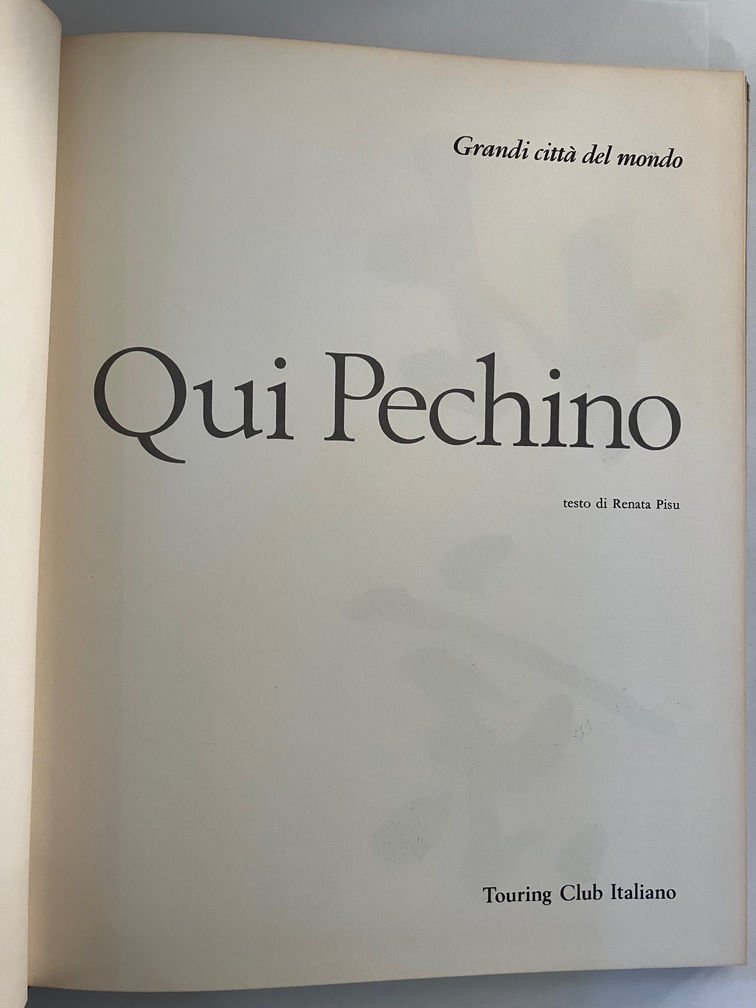 Grandi città del mondo
Qui Pechino
testo di Renata Pisu
Touring Club Italiano